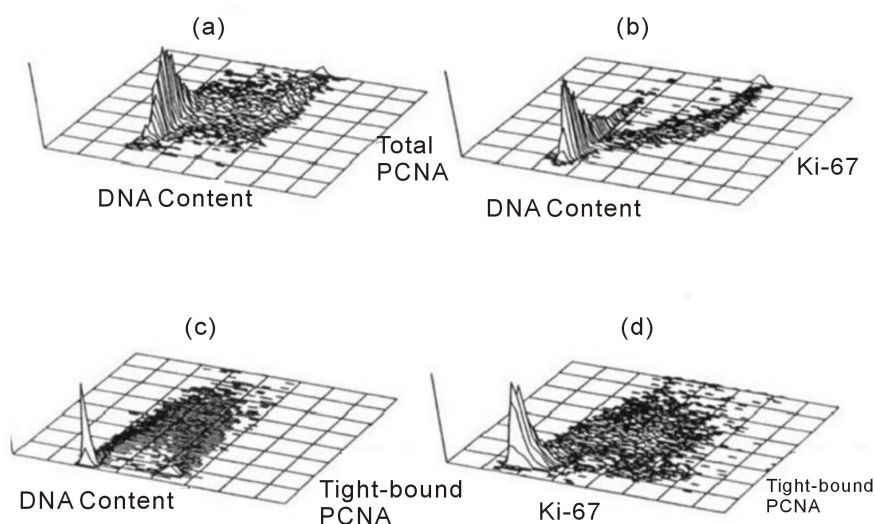 (a)
(b)
Total
PCNA
Ki-67
DNA Content
DNA Content
(c)
(d)
DNA Content
Tight-bound
PCNA
Ki-67
Tight-bound
PCNA